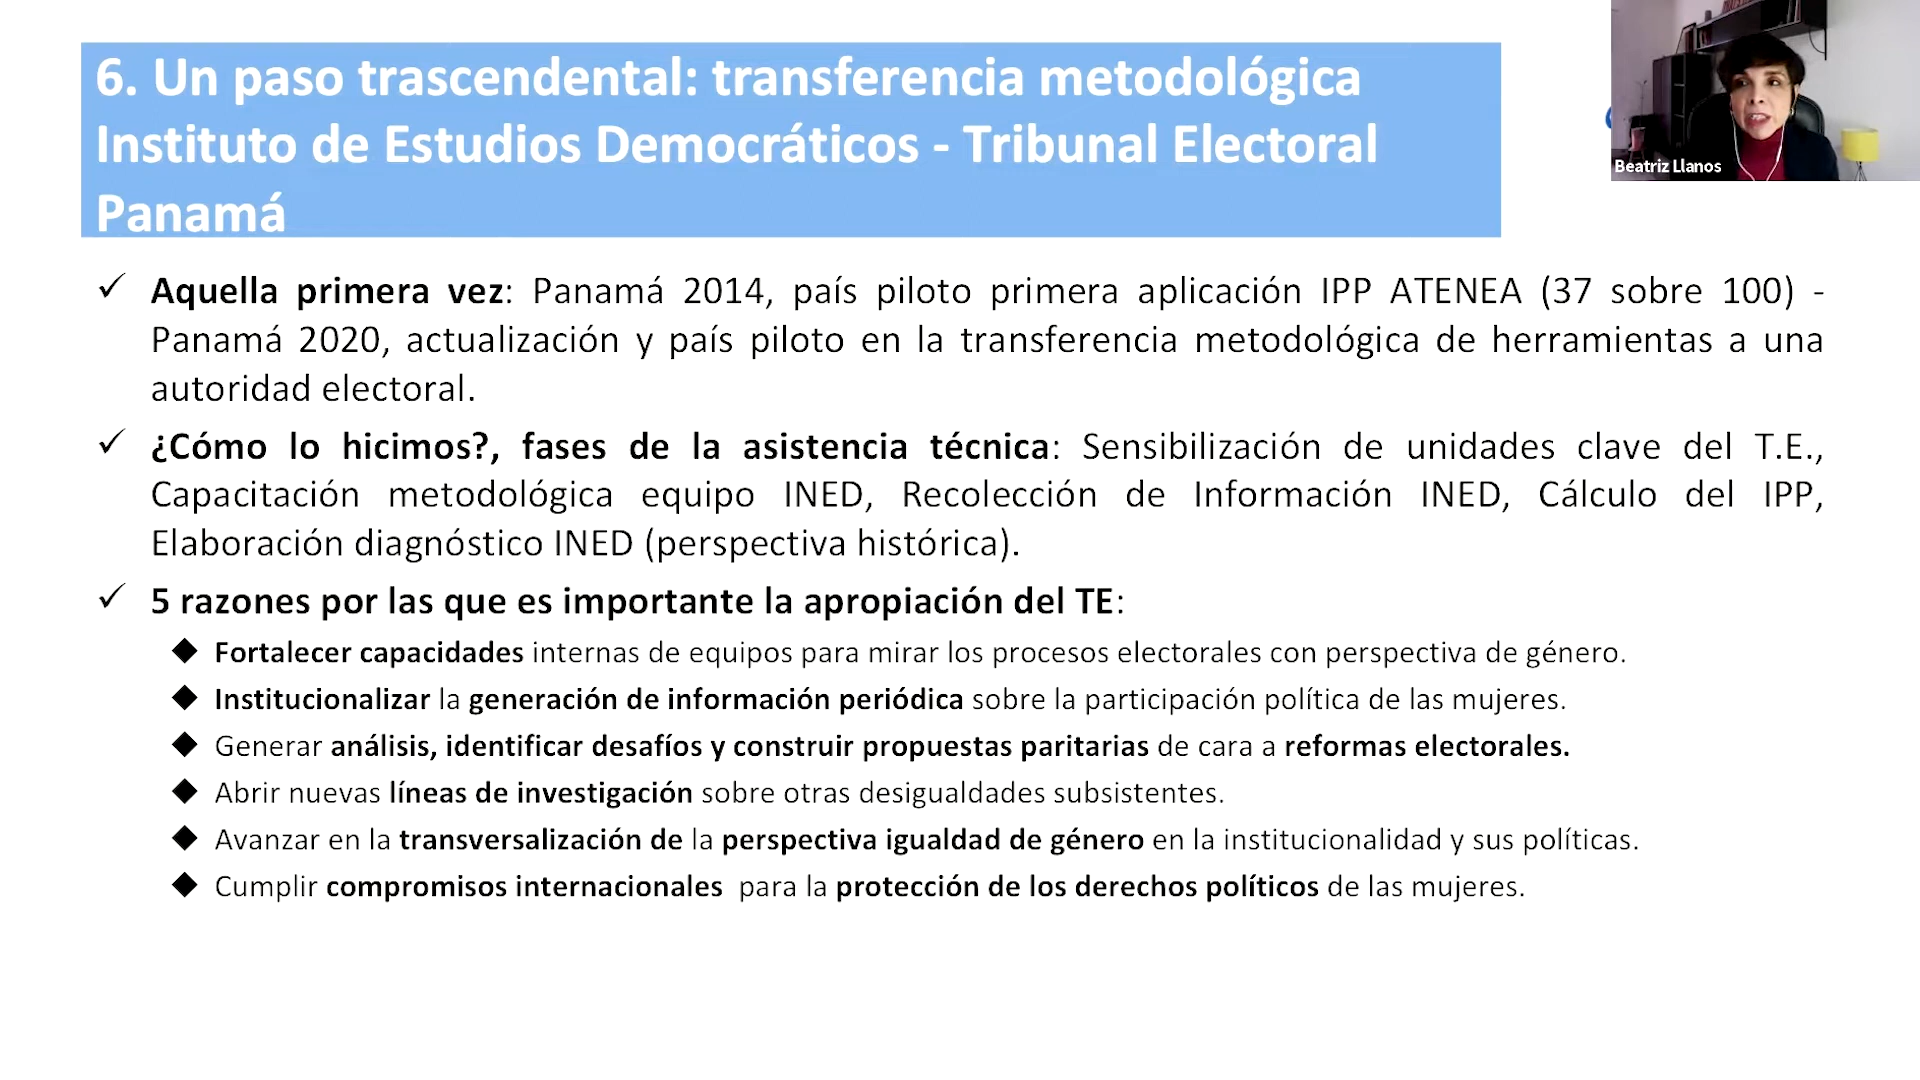 6. Un paso trascendental: transferencia metodológica
Instituto de Estudios Democráticos - Tribunal Electoral
Panamá
Beatriz Llanos
✓ Aquella primera vez: Panamá 2014, país piloto primera aplicación IPP ATENEA (37 sobre 100) -
Panamá 2020, actualización y país piloto en la transferencia metodológica de herramientas a una
autoridad electoral.
✓ ¿Cómo lo hicimos?, fases de la asistencia técnica: Sensibilización de unidades clave del T.E.,
Capacitación metodológica equipo INED, Recolección de Información INED, Cálculo del IPP,
Elaboración diagnóstico INED (perspectiva histórica).
✓ 5 razones por las que es importante la apropiación del TE:
◆ Fortalecer capacidades internas de equipos para mirar los procesos electorales con perspectiva de género.
◆ Institucionalizar la generación de información periódica sobre la participación política de las mujeres.
◆ Generar análisis, identificar desafíos y construir propuestas paritarias de cara a reformas electorales.
◆ Abrir nuevas líneas de investigación sobre otras desigualdades subsistentes.
◆ Avanzar en la transversalización de la perspectiva igualdad de género en la institucionalidad y sus políticas.
◆ Cumplir compromisos internacionales para la protección de los derechos políticos de las mujeres.